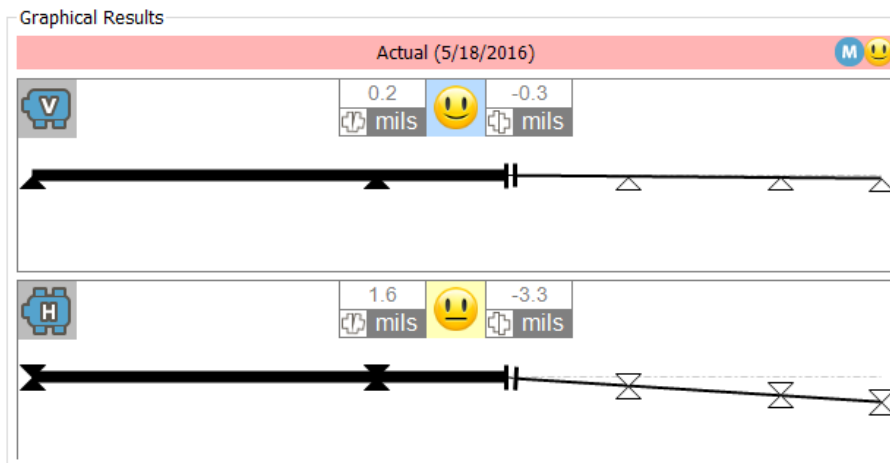 Graphical Results
Actual (5/18/2016)
M
V
0.2
-0.3
mils
mils
H
1.6
-3.3
mils
mils